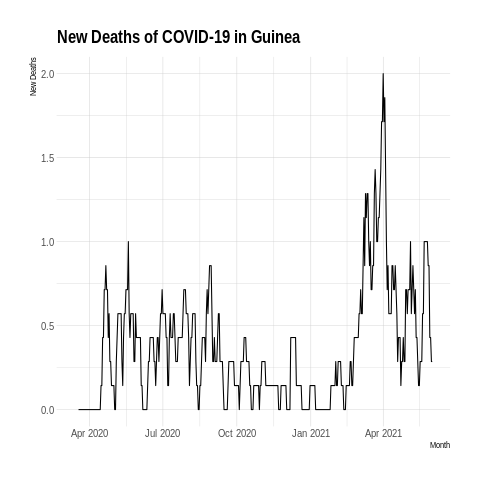 New Deaths of COVID-19 in Guinea
New Deaths
2.0
1.5
1.0
0.5
0.0
Apr 2020 Jul 2020 Oct 2020 Jan 2021 Apr 2021
Month